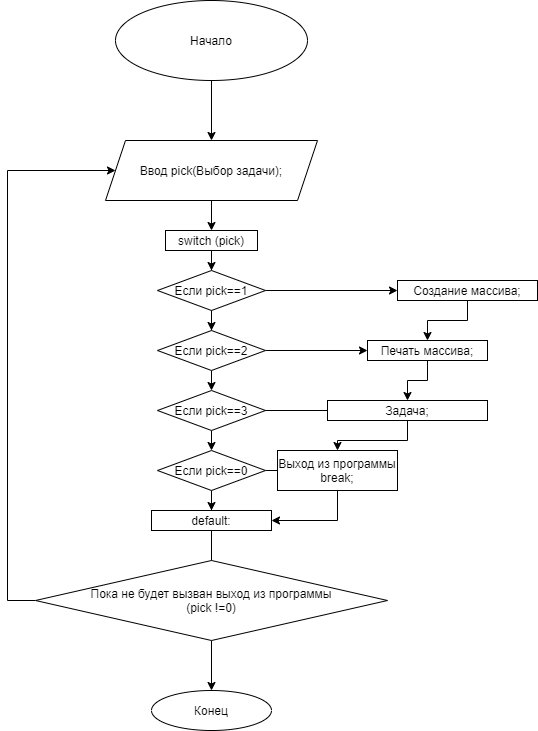 Начало
Ввод pick(Выбор задачи);
switch (pick)
Если pick==1
Создание массива;
Если pick==2
Печать массива;
Если pick==3
Задача;
Если pick==0
Выход из программы
break;
default:
Пока не будет вызван выход из программы
(pick !=0)
Конец